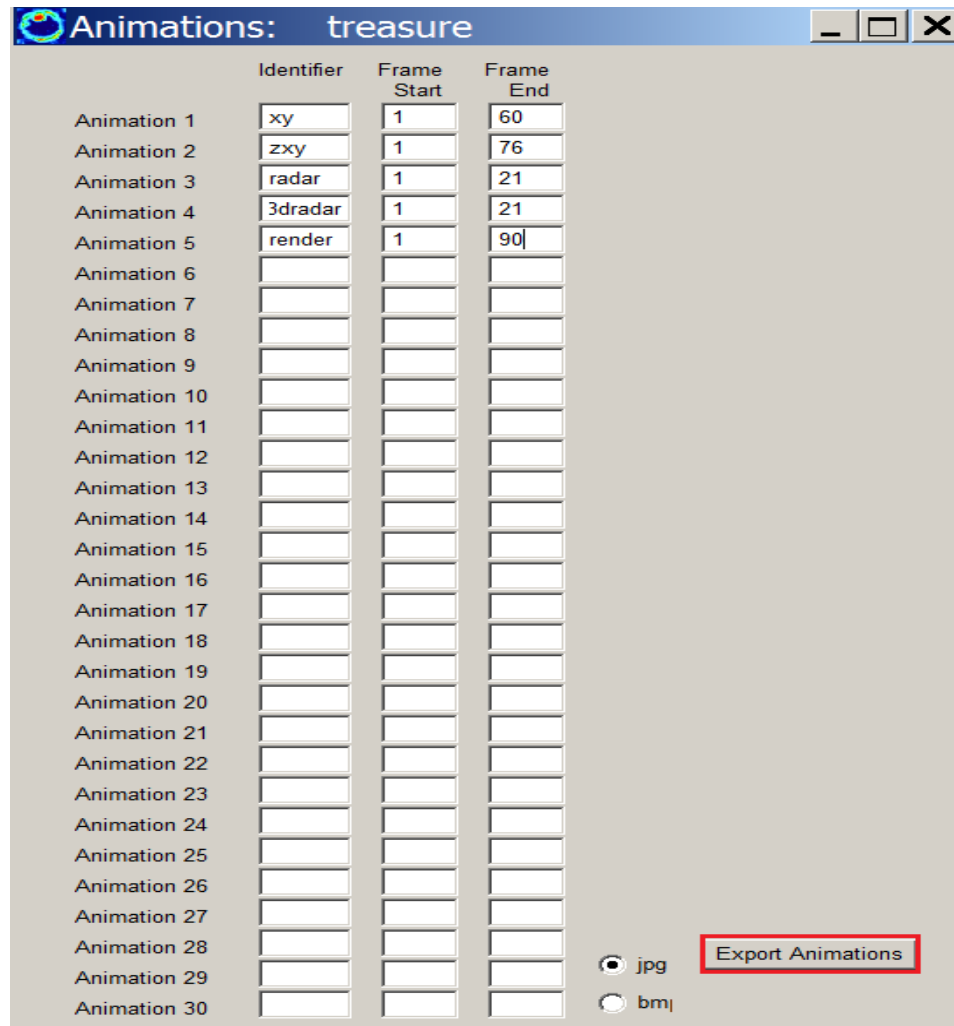 Animations: treasure
Identifier Frame Start Frame End
Animation 1 xy 1 60
Animation 2 zxy 1 76
Animation 3 radar 1 21
Animation 4 3dradar 1 21
Animation 5 render 1 90
Animation 6
Animation 7
Animation 8
Animation 9
Animation 10
Animation 11
Animation 12
Animation 13
Animation 14
Animation 15
Animation 16
Animation 17
Animation 18
Animation 19
Animation 20
Animation 21
Animation 22
Animation 23
Animation 24
Animation 25
Animation 26
Animation 27
Animation 28 Export Animations
Animation 29 jpg
Animation 30 bmp